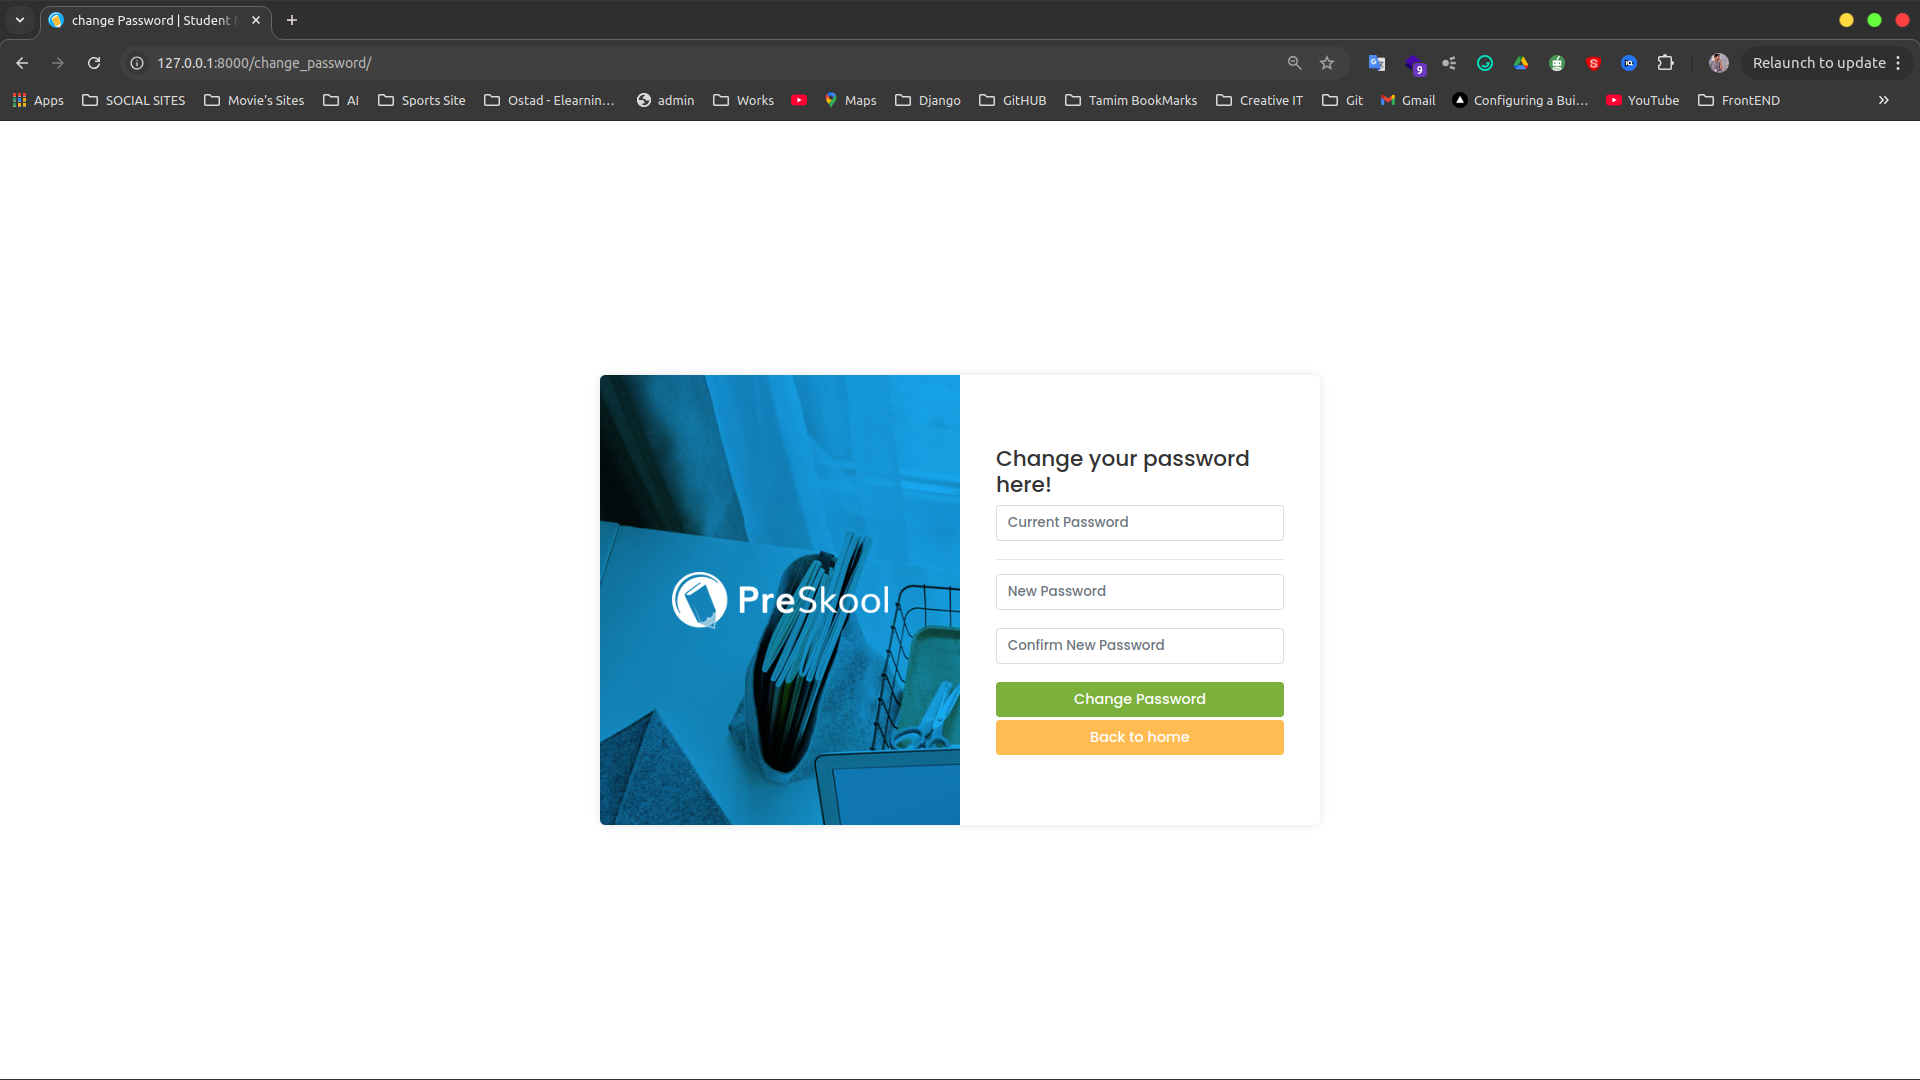 change Password | Student
127.0.0.1:8000/change_password/
9
Relaunch to update
Apps
SOCIAL SITES
Movie's Sites
AI
Sports Site
Ostad - Elearnin...
admin
Works
Maps
Django
GitHUB
Tamim BookMarks
Creative IT
Git
Gmail
Configuring a Bui...
YouTube
FrontEND
PreSkool
Change your password
here!
Current Password
New Password
Confirm New Password
Change Password
Back to home